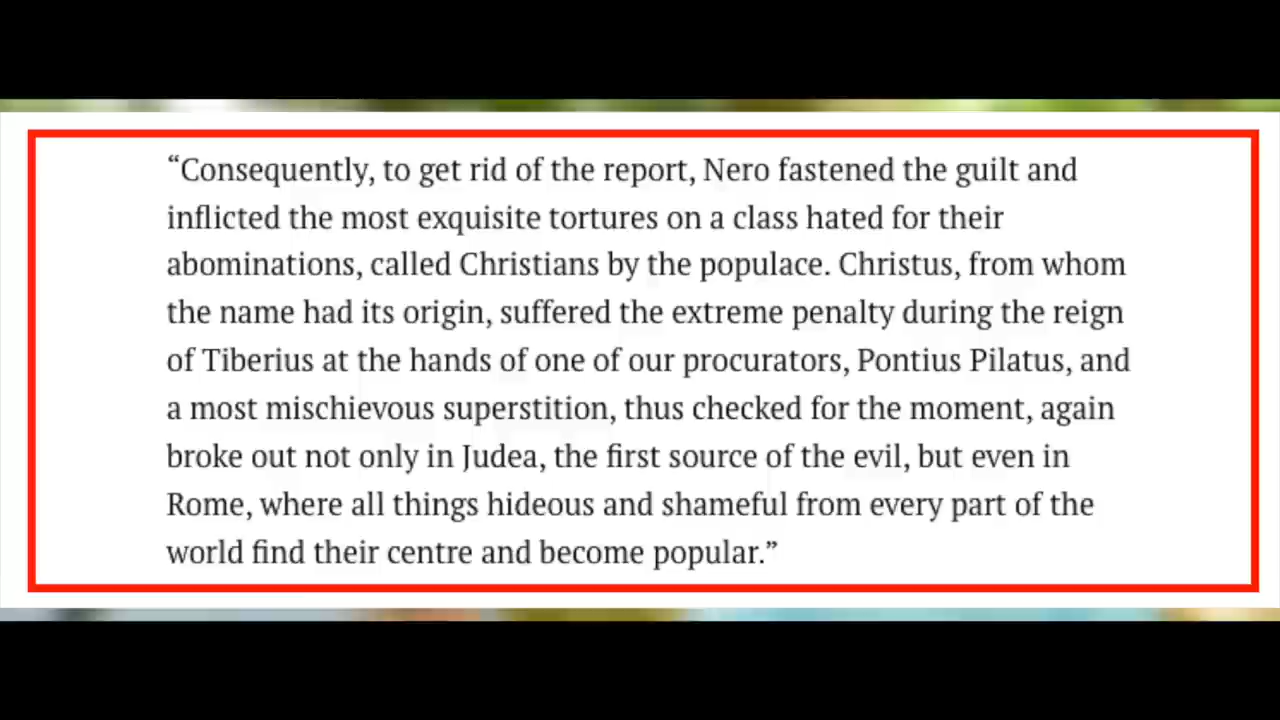 “Consequently, to get rid of the report, Nero fastened the guilt and
inflicted the most exquisite tortures on a class hated for their
abominations, called Christians by the populace. Christus, from whom
the name had its origin, suffered the extreme penalty during the reign
of Tiberius at the hands of one of our procurators, Pontius Pilatus, and
a most mischievous superstition, thus checked for the moment, again
broke out not only in Judea, the first source of the evil, but even in
Rome, where all things hideous and shameful from every part of the
world find their centre and become popular.”